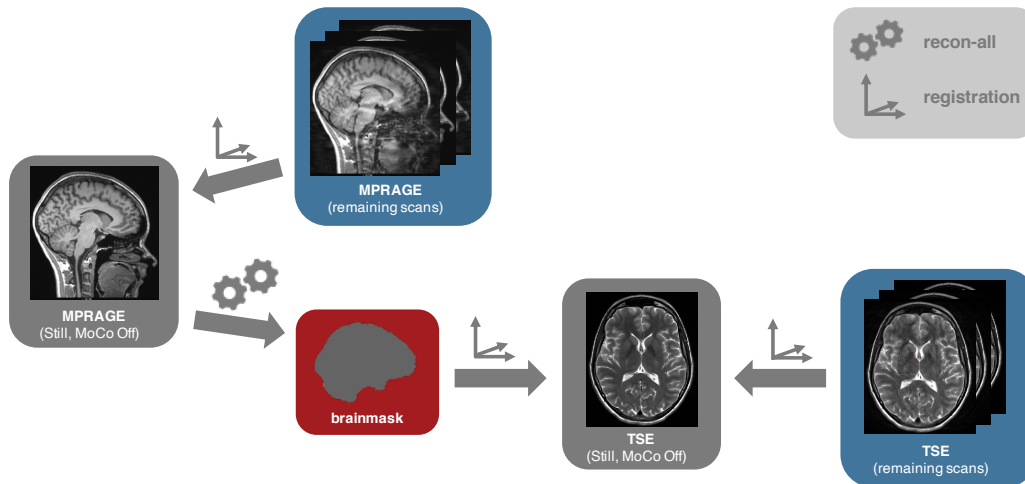 recon-all
registration
MPRAGE
(remaining scans)
MPRAGE
(Still, MoCo Off)
brainmask
TSE
(Still, MoCo Off)
TSE
(remaining scans)